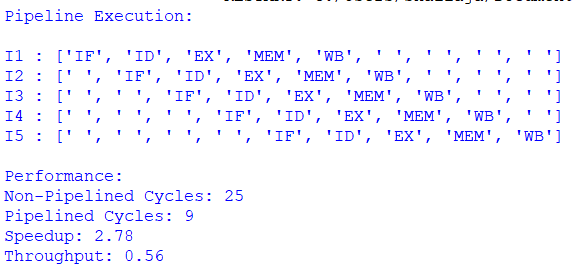 Pipeline Execution:
I1 : ['IF', 'ID', 'EX', 'MEM', 'WB', ' ', ' ', ' ', ' ']
I2 : [' ', 'IF', 'ID', 'EX', 'MEM', 'WB', ' ', ' ', ' ']
I3 : [' ', ' ', 'IF', 'ID', 'EX', 'MEM', 'WB', ' ', ' ']
I4 : [' ', ' ', ' ', 'IF', 'ID', 'EX', 'MEM', 'WB', ' ']
I5 : [' ', ' ', ' ', ' ', 'IF', 'ID', 'EX', 'MEM', 'WB']
Performance:
Non-Pipelined Cycles: 25
Pipelined Cycles: 9
Speedup: 2.78
Throughput: 0.56